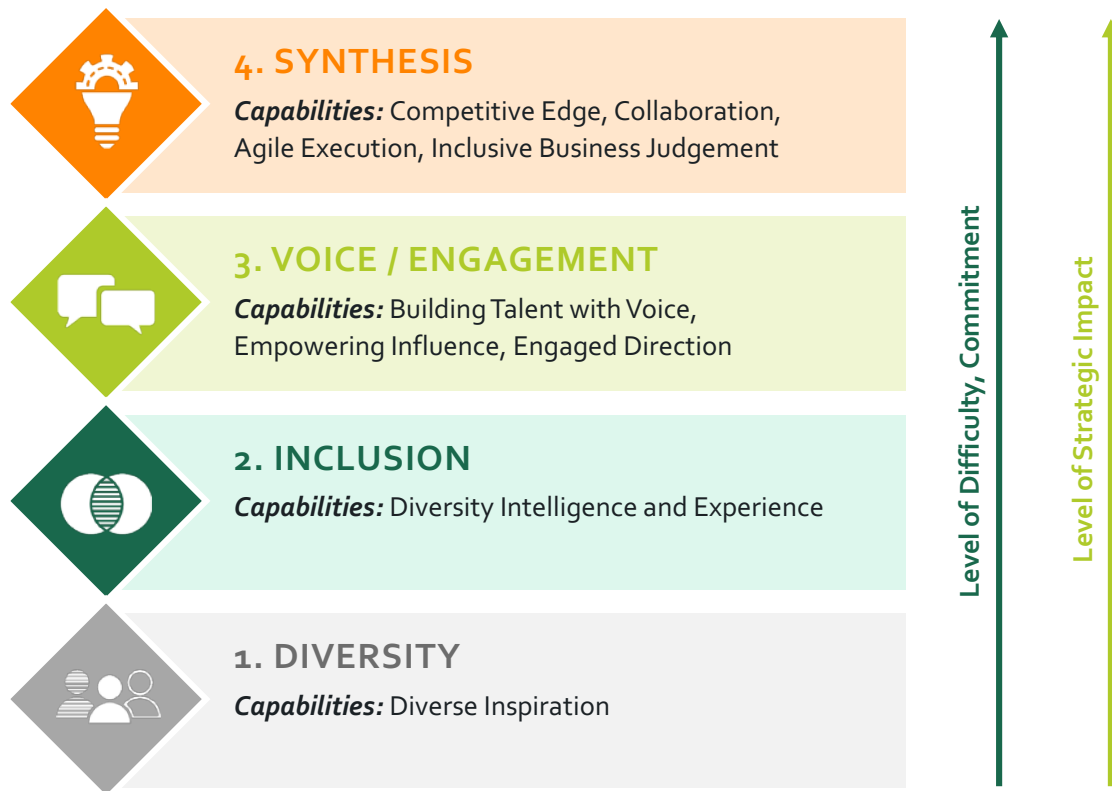 4. SYNTHESIS
Capabilities: Competitive Edge, Collaboration,
Agile Execution, Inclusive Business Judgement
3. VOICE / ENGAGEMENT
Capabilities: Building Talent with Voice,
Empowering Influence, Engaged Direction
2. INCLUSION
Capabilities: Diversity Intelligence and Experience
1. DIVERSITY
Capabilities: Diverse Inspiration
Level of Difficulty, Commitment
Level of Strategic Impact